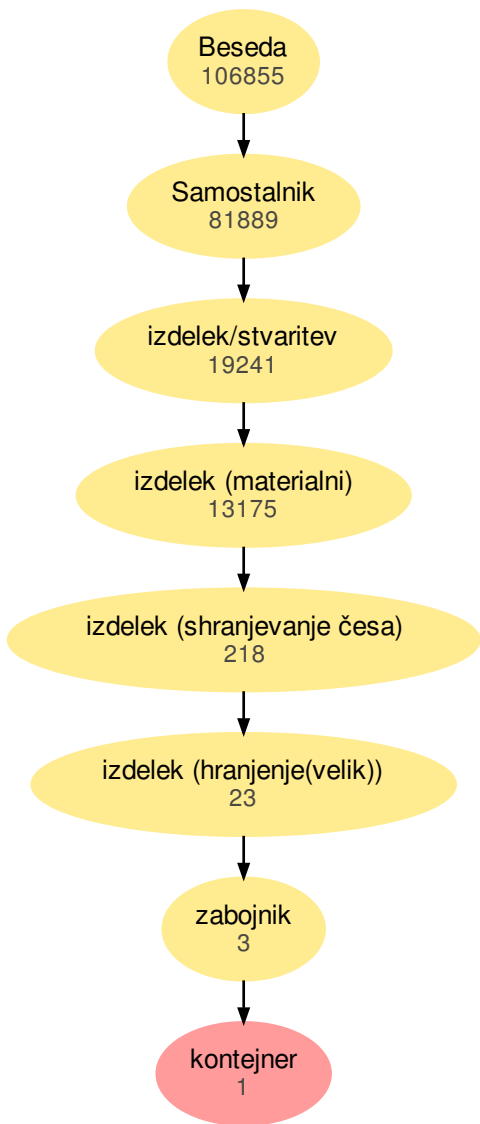 Beseda
106855
Samostalnik
81889
izdelek/stvaritev
19241
izdelek (materialni)
13175
izdelek (shranjevanje česa)
218
izdelek (hranjenje(velik))
23
zabojnik
3
kontejner
1